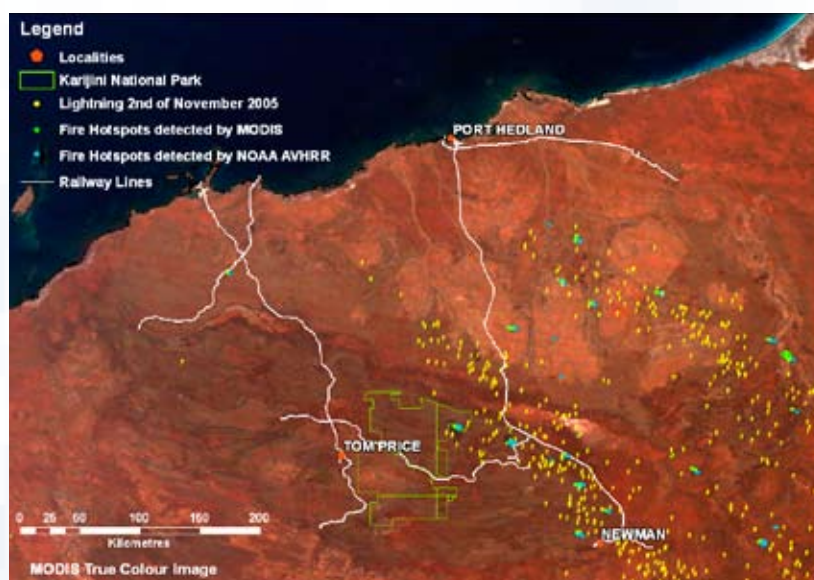 Legend
Localities
Karijini National Park
Lightning 2nd of November 2005
Fire Hotspots detected by MODIS
Fire Hotspots detected by NOAA AVHRR
Railway Lines
PORT HEDLAND
TOM PRICE
NEWMAN
0 25 50 100 150 200
Kilometres
MODIS True Colour Image